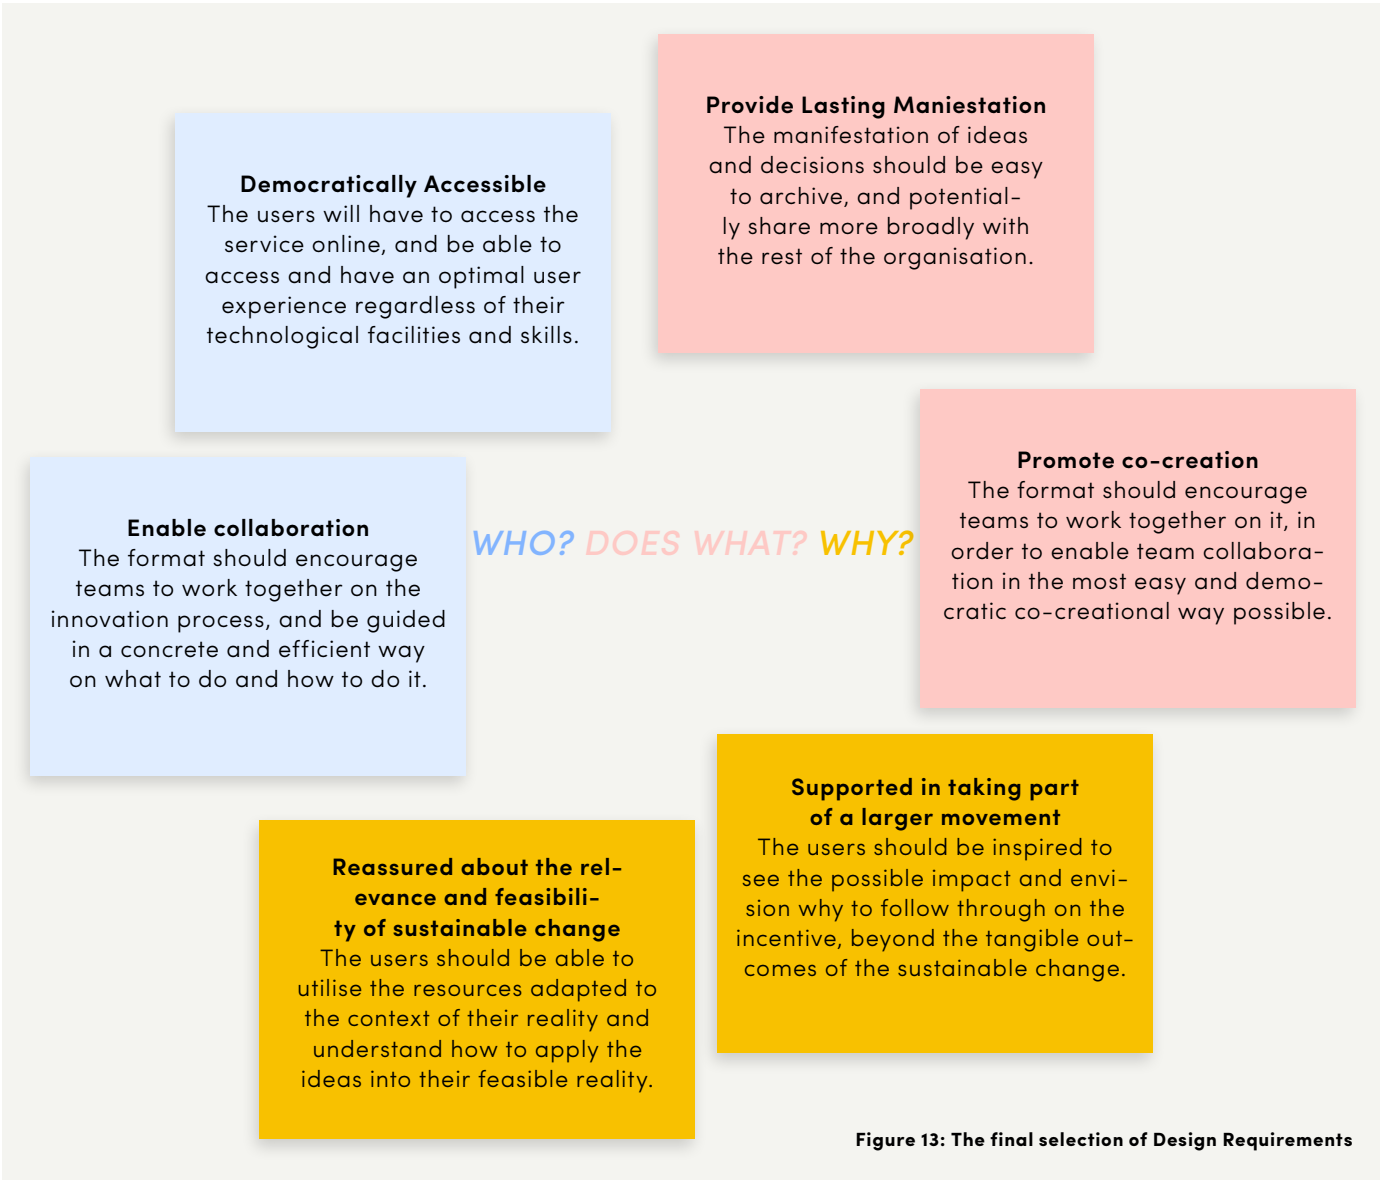 Provide Lasting Maniestation
The manifestation of ideas
and decisions should be easy
to archive, and potential-
ly share more broadly with
the rest of the organisation.
Democratically Accessible
The users will have to access the
service online, and be able to
access and have an optimal user
experience regardless of their
technological facilities and skills.
Promote co-creation
The format should encourage
teams to work together on it, in
order to enable team collabora-
tion in the most easy and demo-
cratic co-creational way possible.
Enable collaboration
The format should encourage
teams to work together on the
innovation process, and be guided
in a concrete and efficient way
on what to do and how to do it.
WHO? DOES WHAT? WHY?
Supported in taking part
of a larger movement
The users should be inspired to
see the possible impact and envi-
sion why to follow through on the
incentive, beyond the tangible out-
comes of the sustainable change.
Reassured about the rel-
evance and feasibili-
ty of sustainable change
The users should be able to
utilise the resources adapted to
the context of their reality and
understand how to apply the
ideas into their feasible reality.
Figure 13: The final selection of Design Requirements